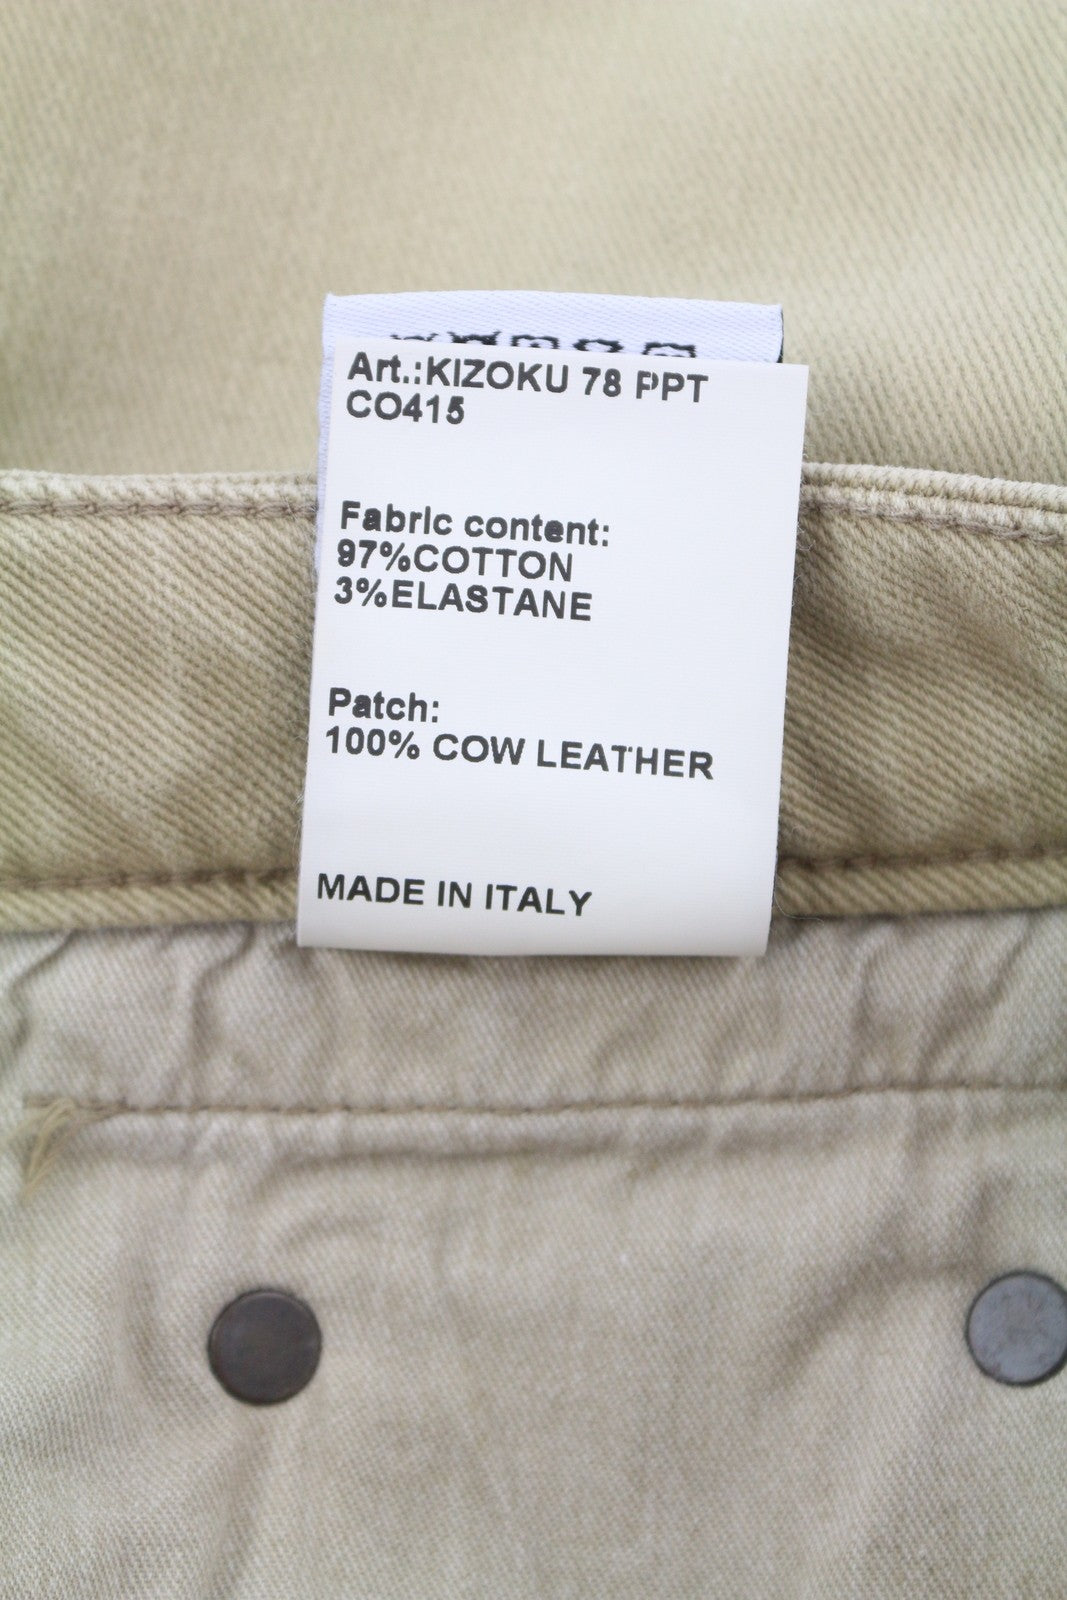 Art.:KIZOKU 78 PPT
CO415
Fabric content:
97%COTTON
3%ELASTANE
Patch:
100% COW LEATHER
MADE IN ITALY